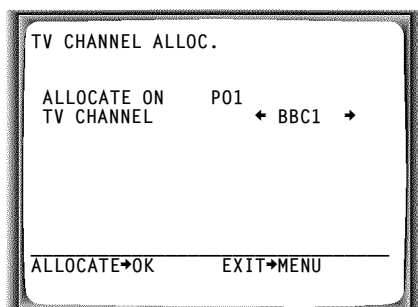 TV CHANNEL ALLOC.
ALLOCATE ON P01
TV CHANNEL ← BBC1 →
ALLOCATE→OK EXIT→MENU